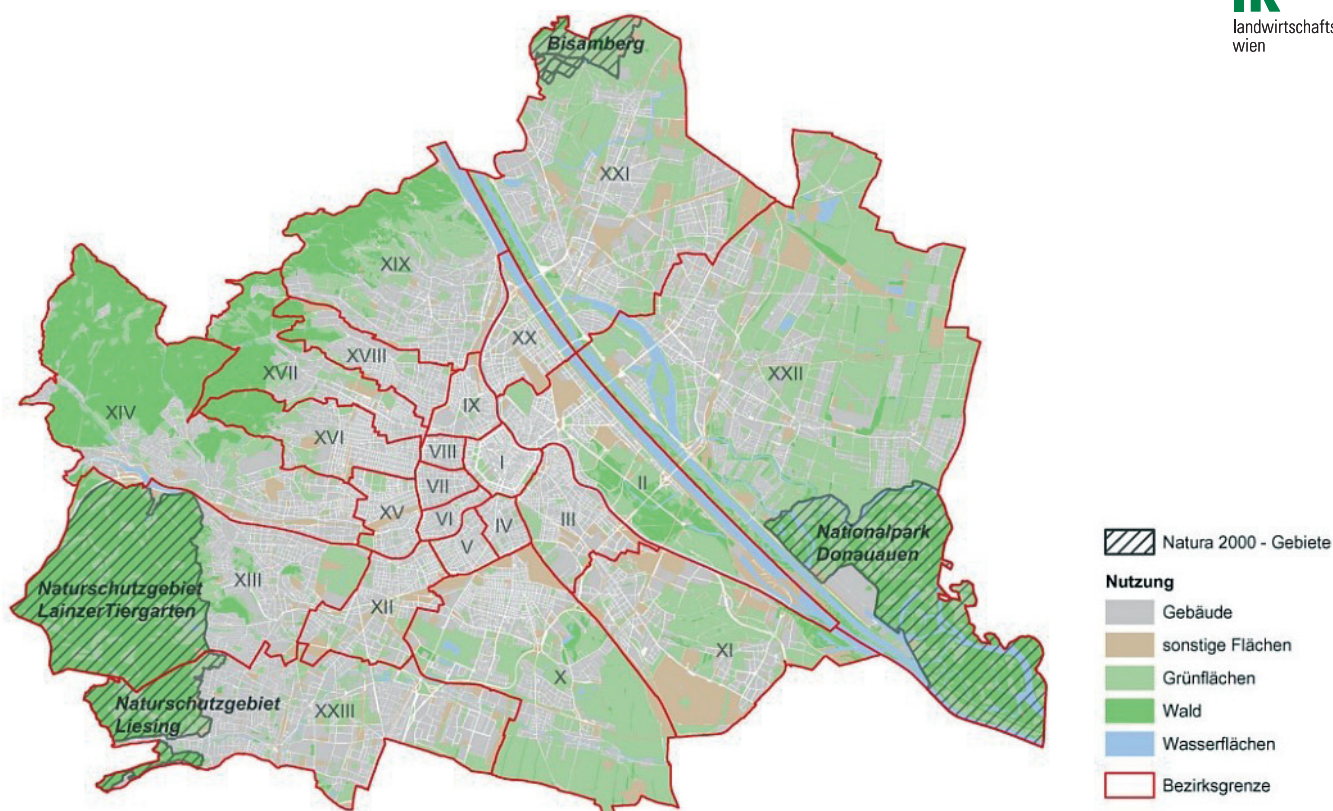 landwirtschafts
wien
Bisamberg
XXI
XIX
XX
XVIII
XXII
XVII
IX
XIV
XVI
VIII
I
VII
II
XV
VI
IV
III
V
Nationalpark
Donauauen
Naturschutzgebiet
LainzerTiergarten
XIII
XII
XI
X
Naturschutzgebiet
Liesing
XXIII
Natura 2000 - Gebiete
Nutzung
Gebäude
sonstige Flächen
Grünflächen
Wald
Wasserflächen
Bezirksgrenze